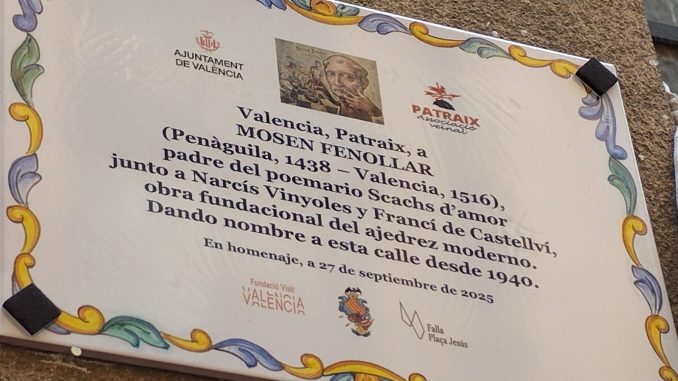 AJUNTAMENT
DE VALÈNCIA
PATRAIX
Associació
veïnal
Valencia, Patraix, a
MOSEN FENOLLAR
(Penàguila, 1438 – Valencia, 1516),
padre del poemario Scachs d’amor
junto a Narcís Vinyoles y Francí de Castellví,
obra fundacional del ajedrez moderno.
Dando nombre a esta calle desde 1940.
En homenaje, a 27 de septiembre de 2025
Fundació Visit
VALÈNCIA
Falla
Plaça Jesús